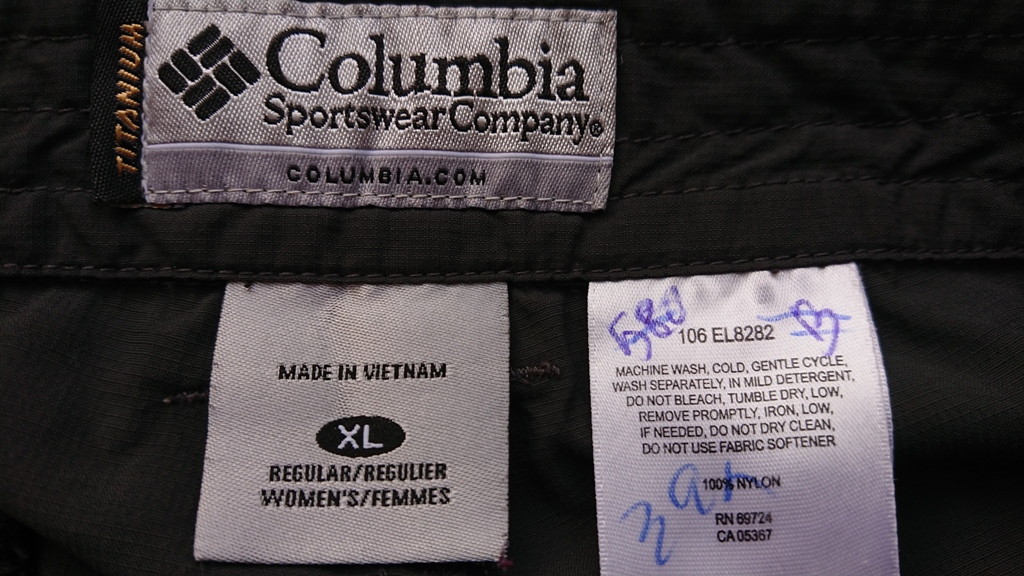 TITANIUM
Columbia
Sportswear Company®
COLUMBIA.COM
MADE IN VIETNAM
XL
REGULAR/REGULIER
WOMEN'S/FEMMES
106 EL8282
MACHINE WASH, COLD, GENTLE CYCLE,
WASH SEPARATELY, IN MILD DETERGENT,
DO NOT BLEACH, TUMBLE DRY, LOW,
REMOVE PROMPTLY, IRON, LOW,
IF NEEDED, DO NOT DRY CLEAN,
DO NOT USE FABRIC SOFTENER
100% NYLON
RN 69724
CA 05367